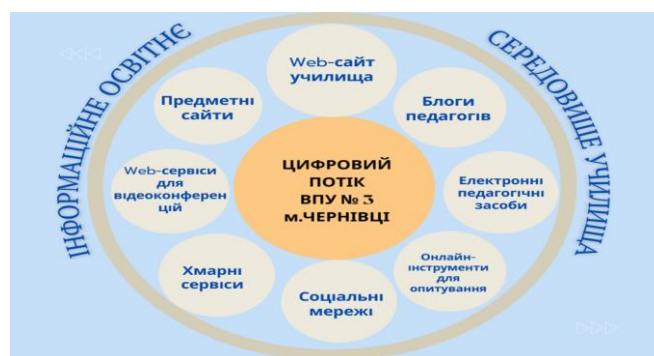 ІНФОРМАЦІЙНЕ ОСВІТНЄ
СЕРЕДОВИЩЕ УЧИЛИЩА
Web-сайт
училища
Предметні
сайти
Блоги
педагогів
Web-сервіси
для
відеоконферен
цій
ЦИФРОВИЙ
ПОТІК
ВПУ № 3
м.ЧЕРНІВЦІ
Електронні
педагогічні
засоби
Хмарні
сервіси
Соціальні
мережі
Онлайн-
інструменти
для
опитування